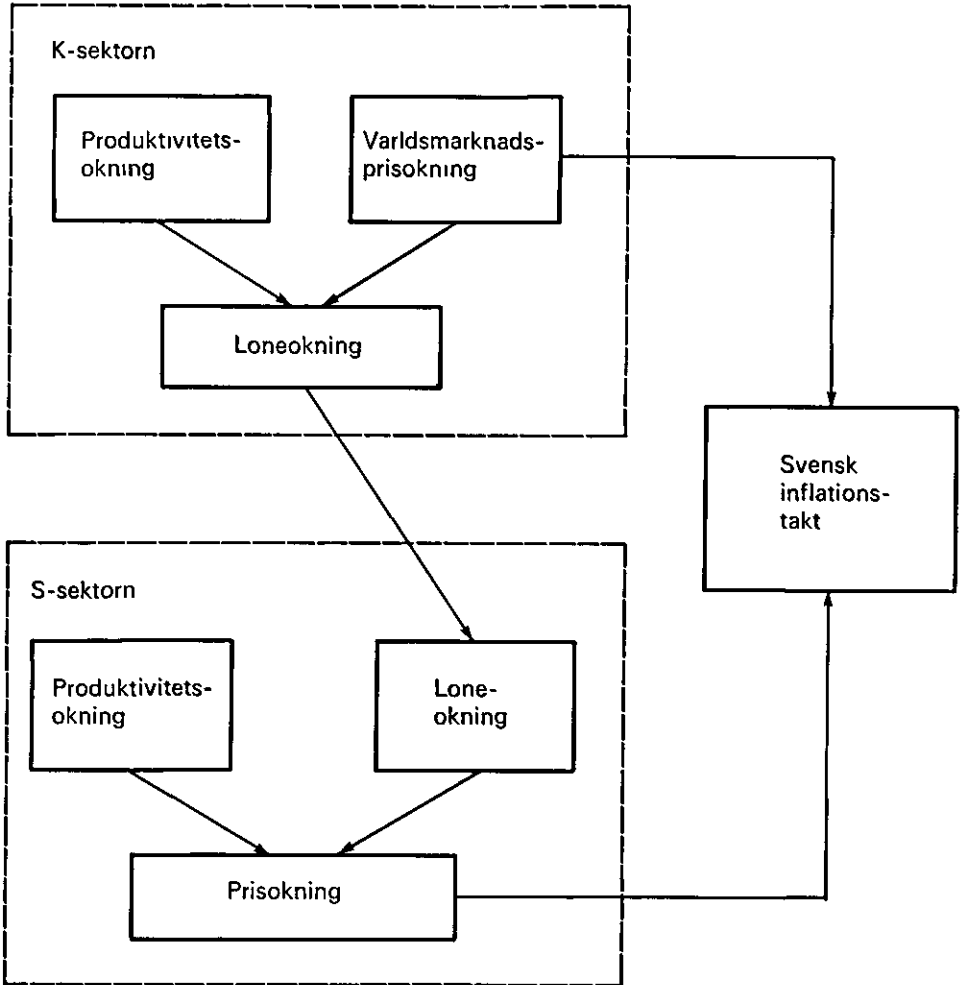 K-sektorn
Produktivitets-
okning
Varldsmarknads-
prisokning
Loneokning
Svensk
inflations-
takt
S-sektorn
Produktivitets-
okning
Lone-
okning
Prisokning